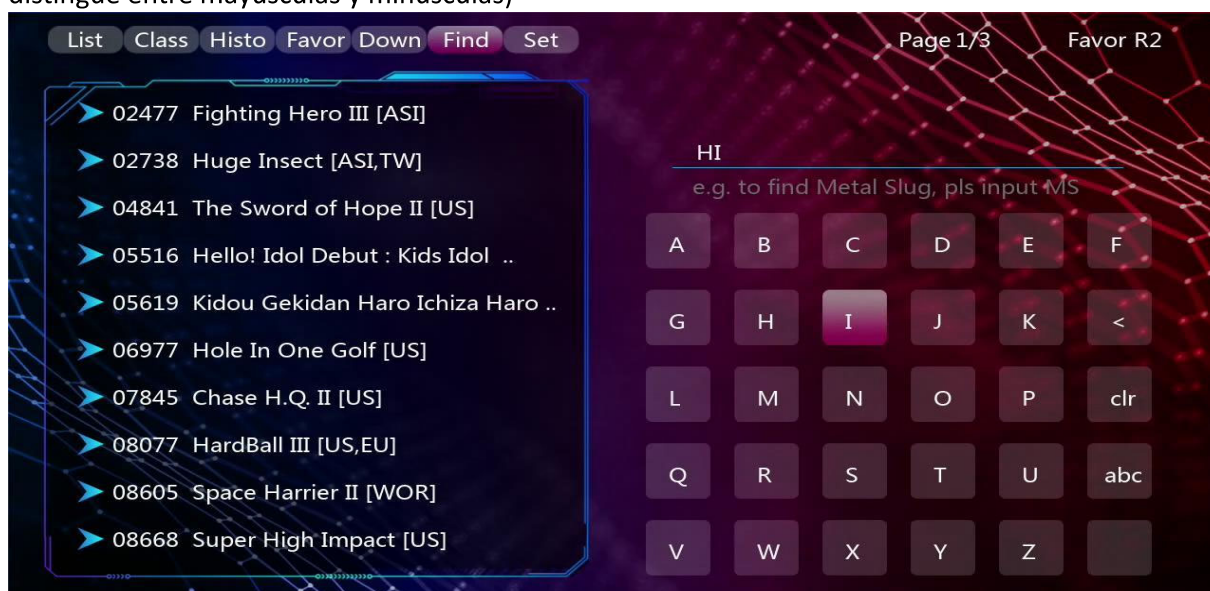 distingue entre mayúsculas y minúsculas)
List Class Histo Favor Down Find Set Page 1/3 Favor R2
02477 Fighting Hero III [ASI]
02738 Huge Insect [ASI,TW]
04841 The Sword of Hope II [US]
05516 Hello! Idol Debut : Kids Idol ..
05619 Kidou Gekidan Haro Ichiza Haro ..
06977 Hole In One Golf [US]
07845 Chase H.Q. II [US]
08077 HardBall III [US,EU]
08605 Space Harrier II [WOR]
08668 Super High Impact [US]
HI
e.g. to find Metal Slug, pls input MS
A B C D E F
G H I J K <
L M N O P clr
Q R S T U abc
V W X Y Z